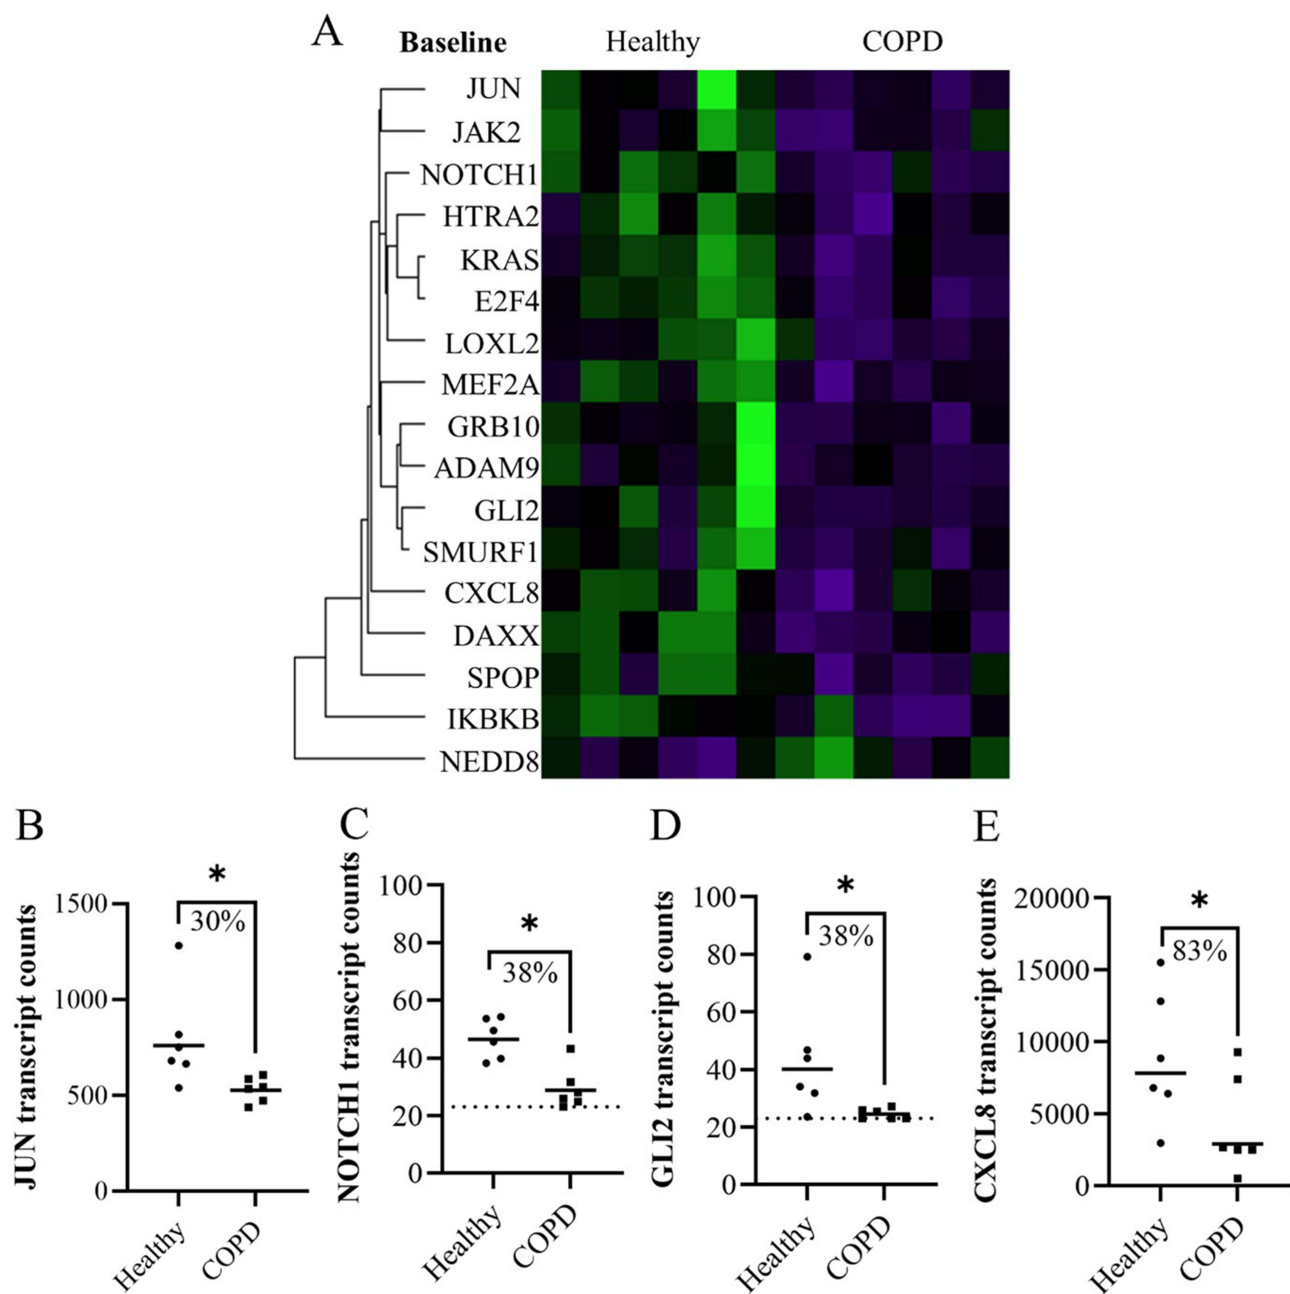 A
Baseline Healthy COPD
JUN
JAK2
NOTCH1
HTRA2
KRAS
E2F4
LOXL2
MEF2A
GRB10
ADAM9
GLI2
SMURF1
CXCL8
DAXX
SPOP
IKBKB
NEDD8
B
JUN transcript counts
1500
1000
500
0
*
30%
Healthy
COPD
C
NOTCH1 transcript counts
100
80
60
40
20
0
*
38%
Healthy
COPD
D
GLI2 transcript counts
100
80
60
40
20
0
*
38%
Healthy
COPD
E
CXCL8 transcript counts
20000
15000
10000
5000
0
*
83%
Healthy
COPD